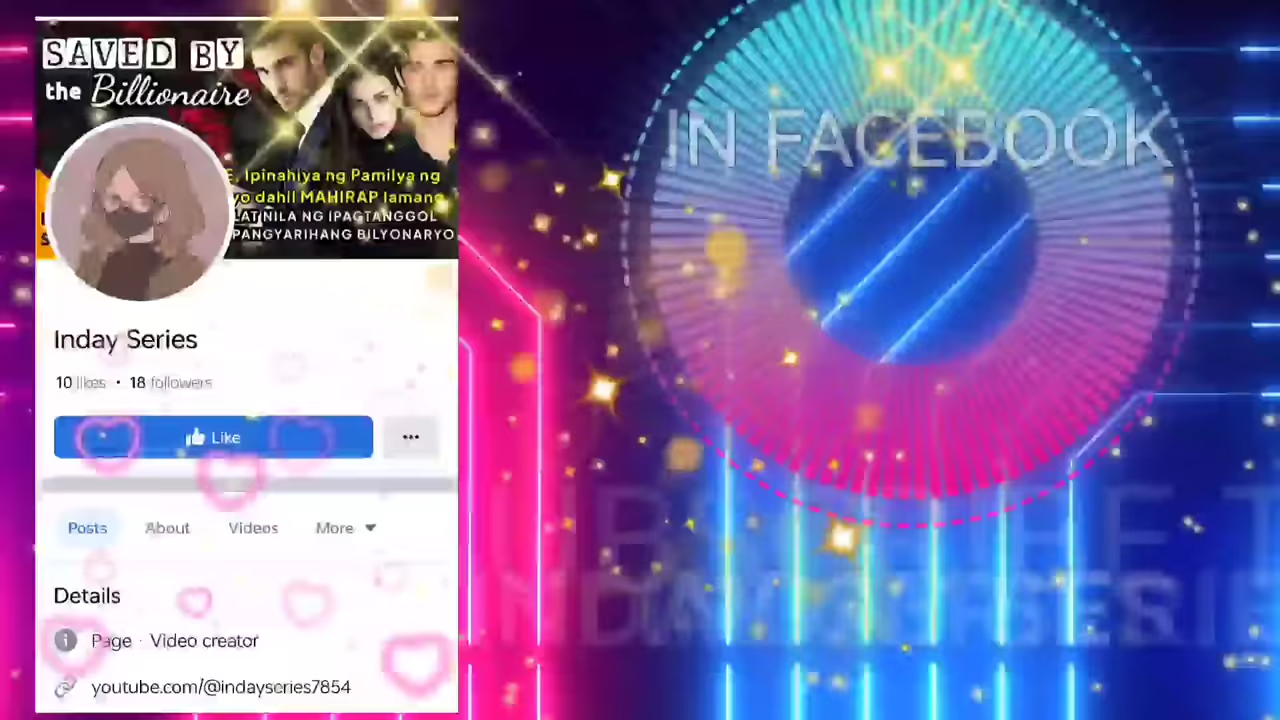 SAVED BY
the Billionaire
, Ipinahiya ng Pamilya ng
yo dahil MAHIRAP lamang
NILA NG IPAGTANGGOL
PANGYARIHANG BILYONARYO
Inday Series
10 likes · 18 followers
Like
Posts About Videos More
Details
Page · Video creator
youtube.com/@indayseries7854
IN FACEBOOK